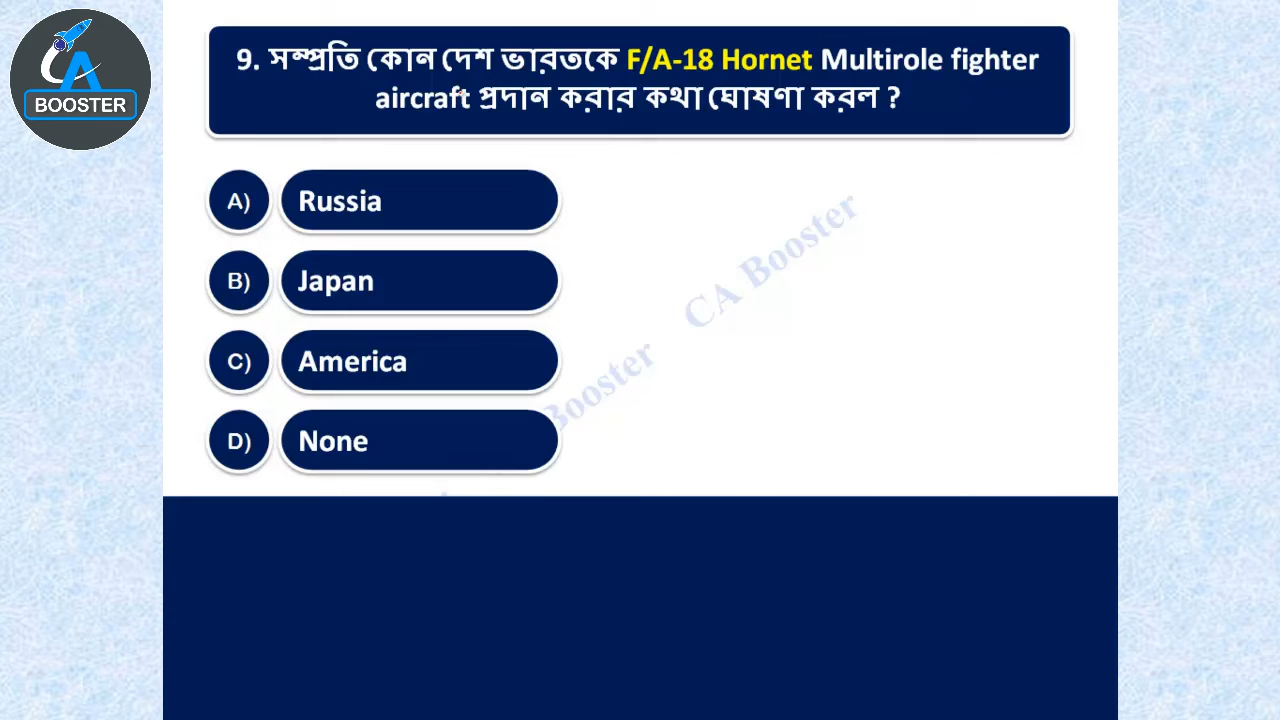 CA
BOOSTER
9. সম্প্রতি কোন দেশ ভারতকে F/A-18 Hornet Multirole fighter
aircraft প্রদান করার কথা ঘোষণা করল ?
A) Russia
B) Japan
C) America
D) None
CA Booster
Booster